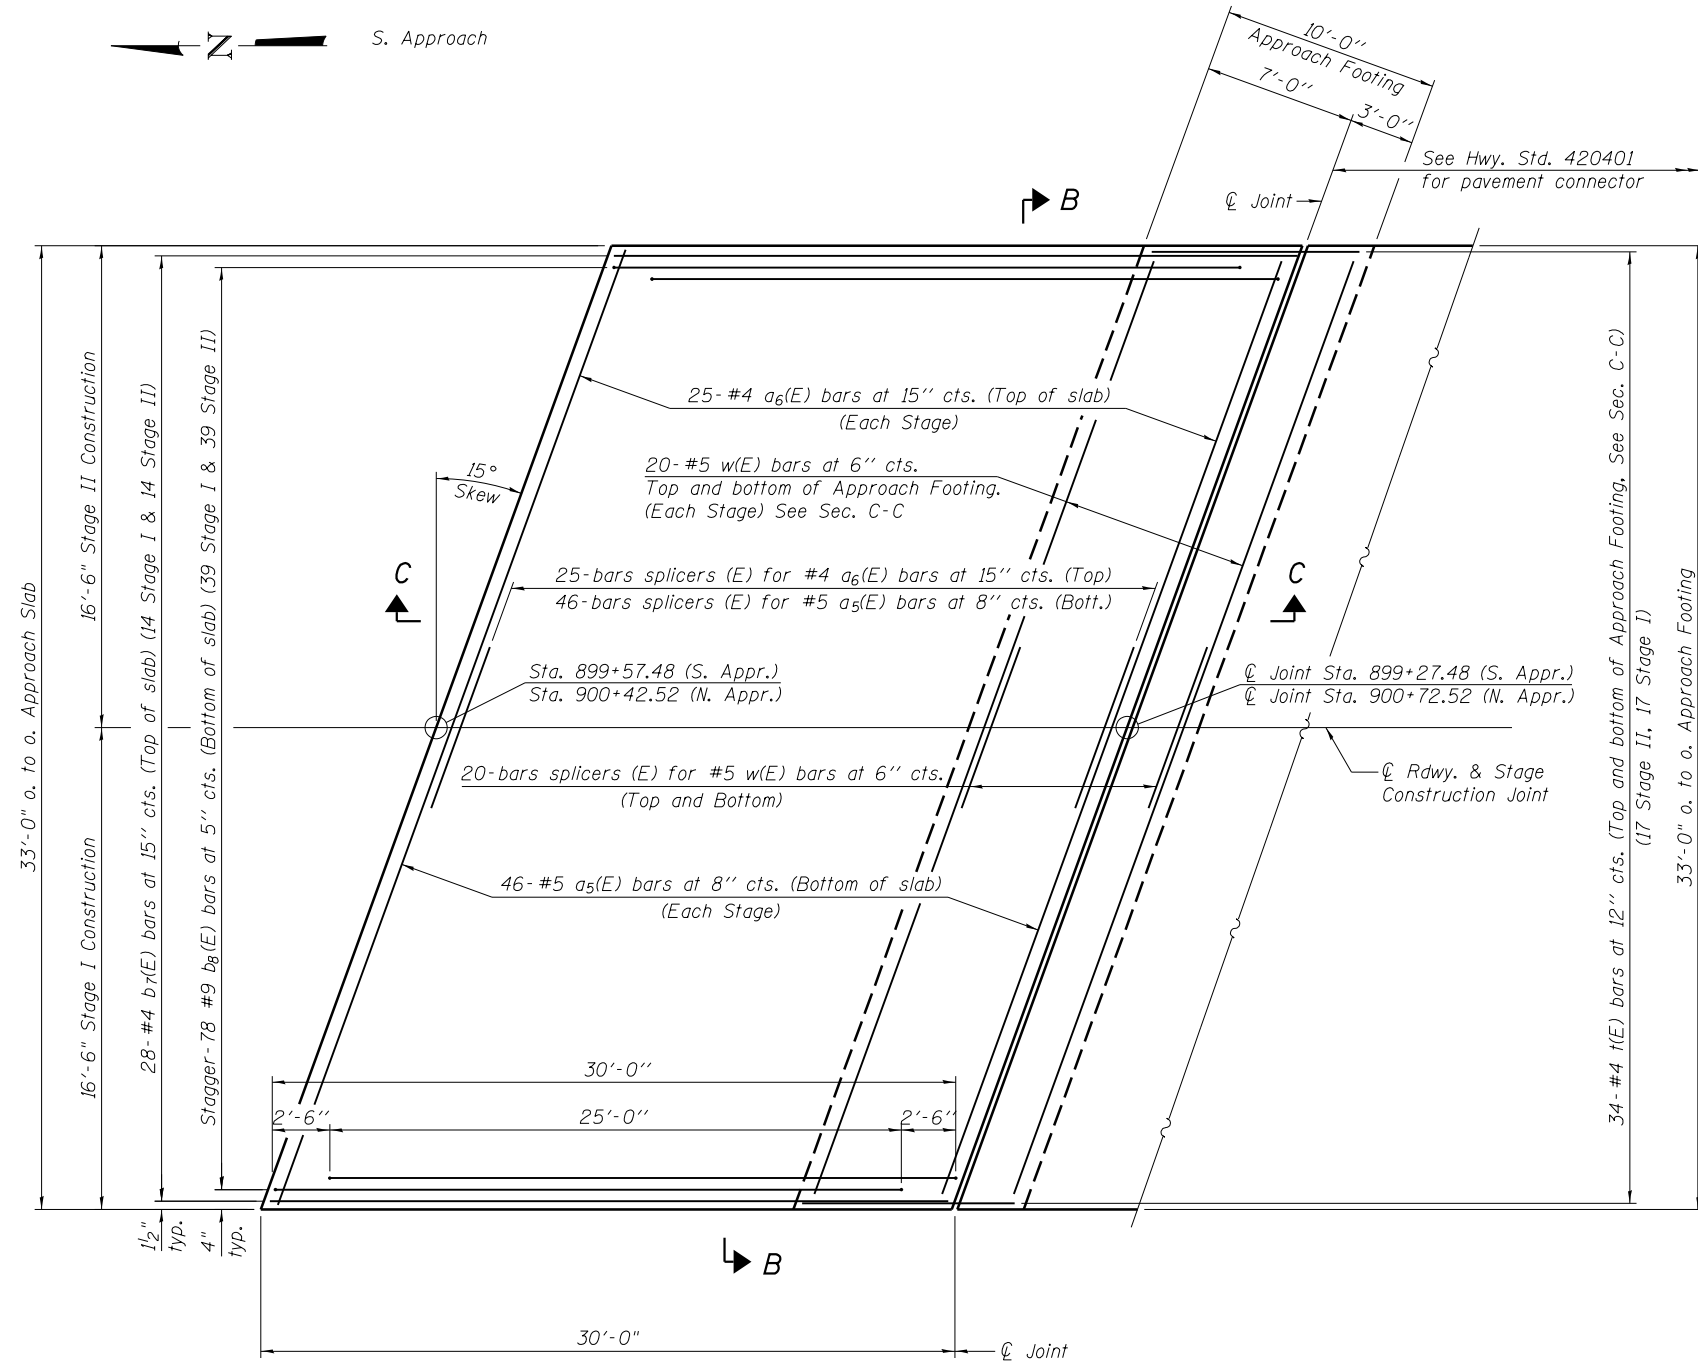 N
S. Approach
10'-0"
Approach Footing
7'-0"
3'-0"
See Hwy. Std. 420401
for pavement connector
B
℄ Joint
25-#4 a6(E) bars at 15" cts. (Top of slab)
(Each Stage)
15°
Skew
20-#5 w(E) bars at 6" cts.
Top and bottom of Approach Footing.
(Each Stage) See Sec. C-C
C
C
25-bars splicers (E) for #4 a6(E) bars at 15" cts. (Top)
46-bars splicers (E) for #5 a5(E) bars at 8" cts. (Bott.)
Sta. 899+57.48 (S. Appr.)
Sta. 900+42.52 (N. Appr.)
℄ Joint Sta. 899+27.48 (S. Appr.)
℄ Joint Sta. 900+72.52 (N. Appr.)
20-bars splicers (E) for #5 w(E) bars at 6" cts.
(Top and Bottom)
℄ Rdwy. & Stage
Construction Joint
46-#5 a5(E) bars at 8" cts. (Bottom of slab)
(Each Stage)
33'-0" o. to o. Approach Slab
16'-6" Stage II Construction
16'-6" Stage I Construction
28-#4 b7(E) bars at 15" cts. (Top of slab) (14 Stage I & 14 Stage II)
Stagger-78 #9 b8(E) bars at 5" cts. (Bottom of slab) (39 Stage I & 39 Stage II)
34-#4 t(E) bars at 12" cts. (Top and bottom of Approach Footing, See Sec. C-C)
(17 Stage II, 17 Stage I)
33'-0" o. to o. Approach Footing
30'-0"
2'-6"
25'-0"
2'-6"
1½"
typ.
4"
typ.
B
30'-0"
℄ Joint